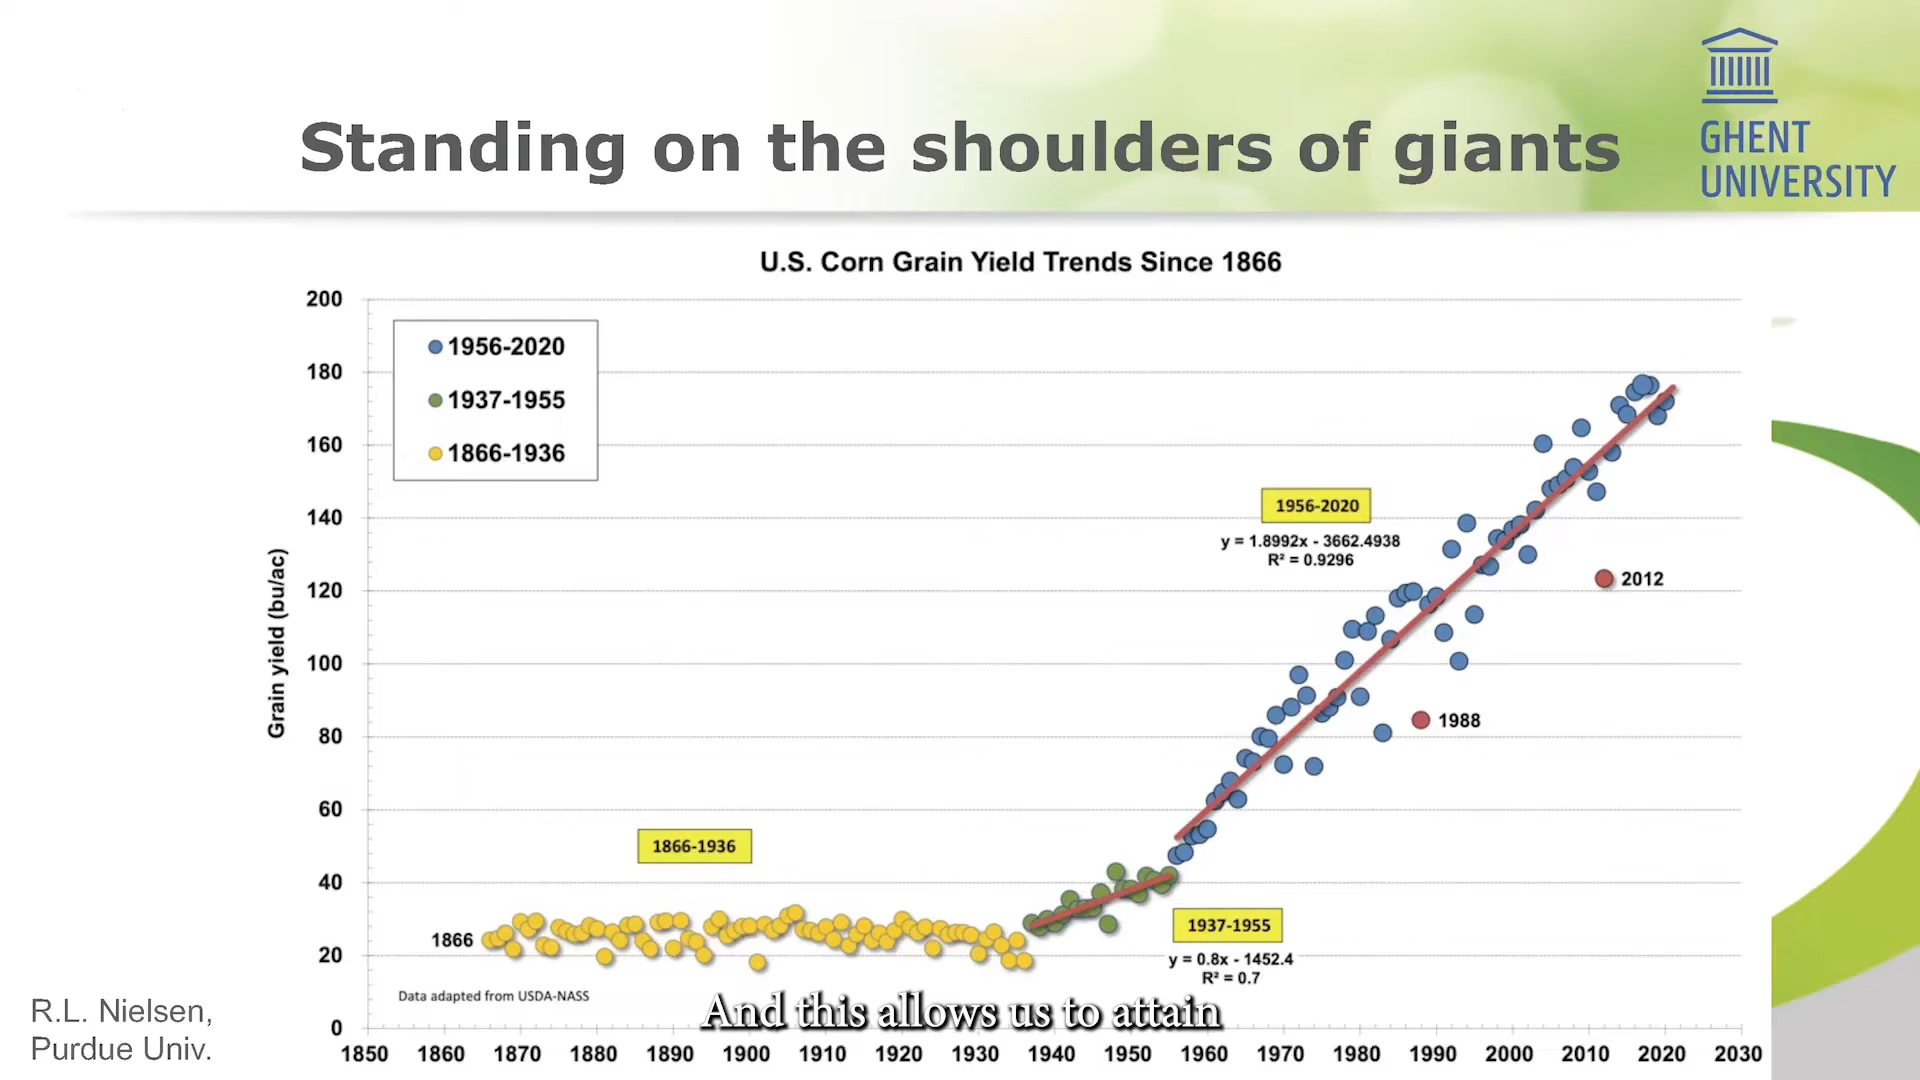 Standing on the shoulders of giants
GHENT
UNIVERSITY
U.S. Corn Grain Yield Trends Since 1866
200
180
160
140
120
100
80
60
40
20
0
Grain yield (bu/ac)
1956-2020
1937-1955
1866-1936
1956-2020
y = 1.8992x - 3662.4938
R² = 0.9296
2012
1988
1866-1936
1866
1937-1955
y = 0.8x - 1452.4
R² = 0.7
Data adapted from USDA-NASS
And this allows us to attain
R.L. Nielsen,
Purdue Univ.
1850 1860 1870 1880 1890 1900 1910 1920 1930 1940 1950 1960 1970 1980 1990 2000 2010 2020 2030